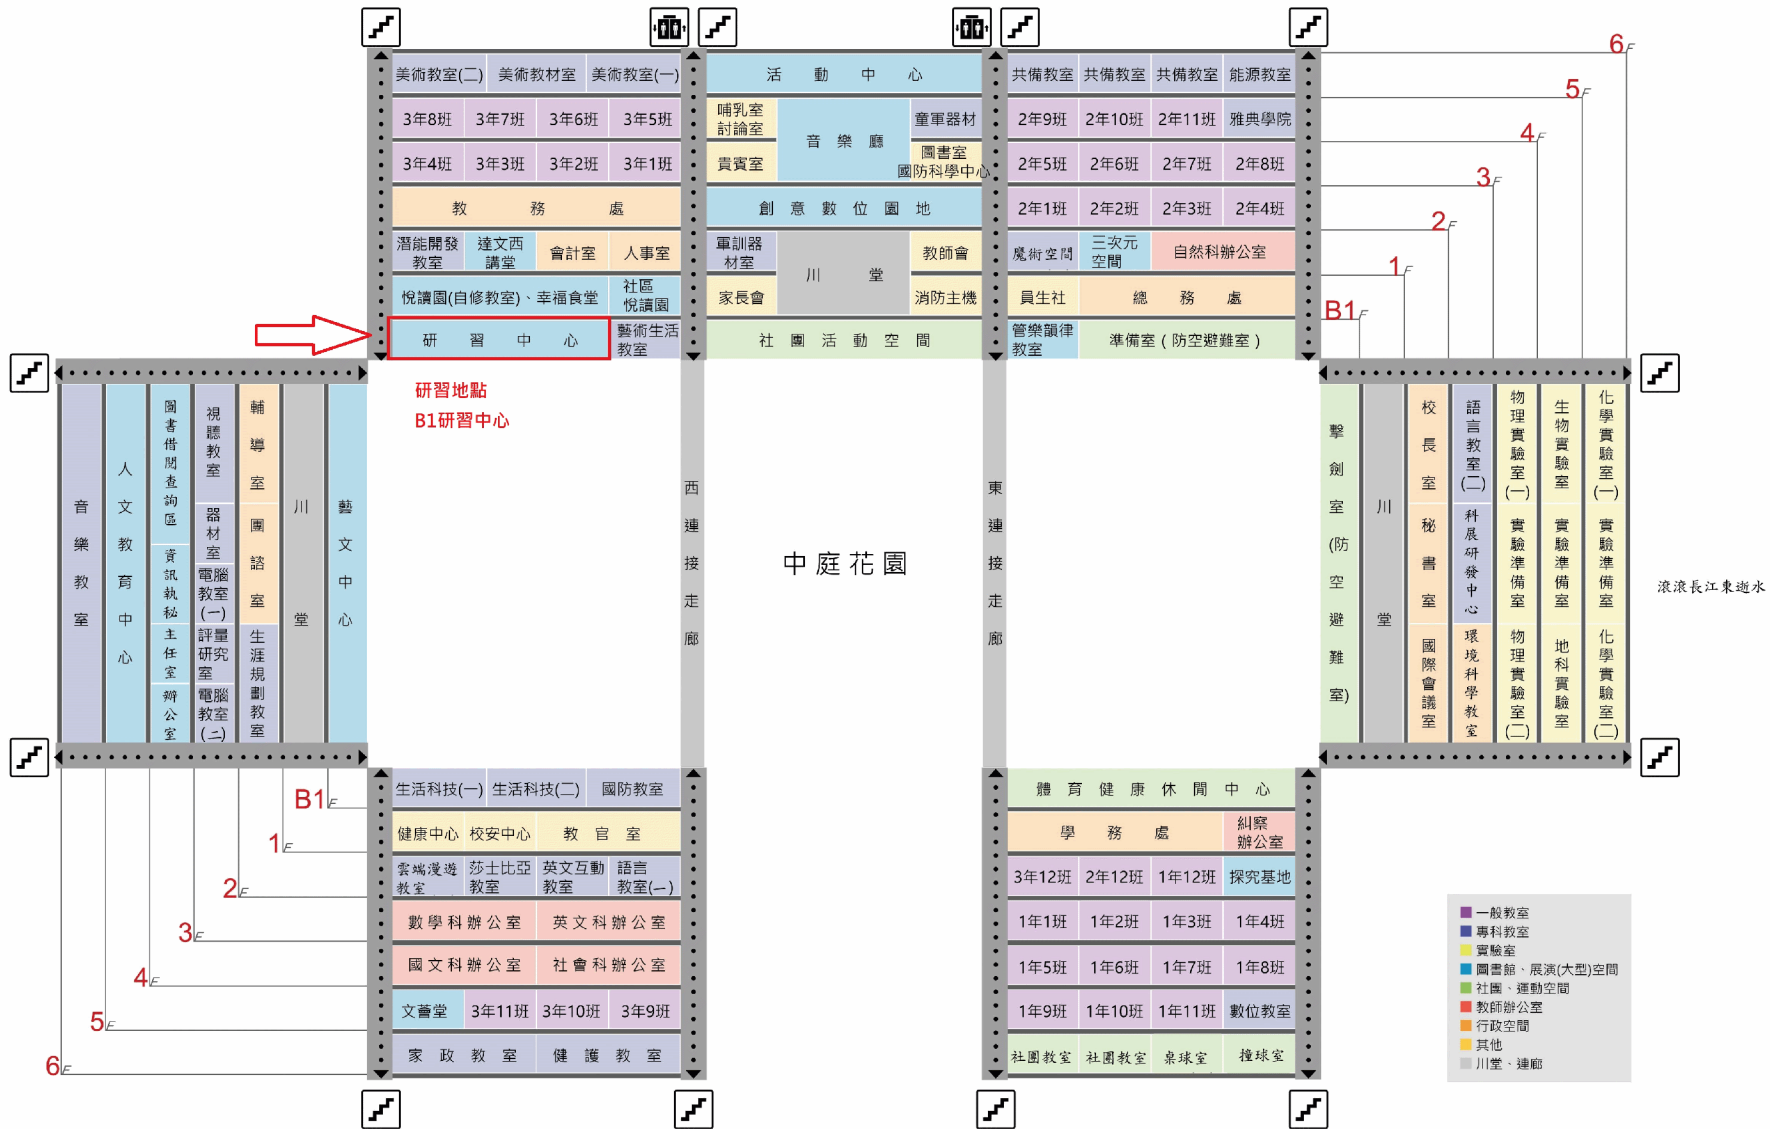 6F
美術教室(二) 美術教材室 美術教室(一) 活動中心 共備教室 共備教室 共備教室 能源教室
5F
3年8班 3年7班 3年6班 3年5班 哺乳室 討論室 音樂廳 童軍器材 2年9班 2年10班 2年11班 雅典學院
4F
3年4班 3年3班 3年2班 3年1班 貴賓室 圖書室 國防科學中心 2年5班 2年6班 2年7班 2年8班
3F
教務處 創意數位園地 2年1班 2年2班 2年3班 2年4班
2F
潛能開發教室 達文西講堂 會計室 人事室 軍訓器材室 川堂 教師會 魔術空間 三次元空間 自然科辦公室
1F
悅讀園(自修教室)、幸福食堂 社區悅讀園 家長會 消防主機 員生社 總務處
B1F
研習中心 藝術生活教室 社團活動空間 管樂韻律教室 準備室(防空避難室)
研習地點
B1研習中心
音樂教室
人文教育中心
圖書借閱查詢區 資訊執秘 主任室 辦公室
視聽教室 器材室 電腦教室(一) 評量研究室 電腦教室(二)
輔導室 團諮室 生涯規劃教室
川堂
藝文中心
西連接走廊
中庭花園
東連接走廊
擊劍室(防空避難室)
川堂
校長室 秘書室 國際會議室
語言教室(二) 科展研發中心 環境科學教室
物理實驗室(一) 實驗準備室 物理實驗室(二)
生物實驗室 實驗準備室 地科實驗室
化學實驗室(一) 實驗準備室 化學實驗室(二)
滾滾長江東逝水
B1F
生活科技(一) 生活科技(二) 國防教室 體育健康休閒中心
1F
健康中心 校安中心 教官室 學務處 糾察辦公室
2F
雲端漫遊教室 莎士比亞教室 英文互動教室 語言教室(一) 3年12班 2年12班 1年12班 探究基地
3F
數學科辦公室 英文科辦公室 1年1班 1年2班 1年3班 1年4班
4F
國文科辦公室 社會科辦公室 1年5班 1年6班 1年7班 1年8班
5F
文薈堂 3年11班 3年10班 3年9班 1年9班 1年10班 1年11班 數位教室
6F
家政教室 健護教室 社團教室 社團教室 桌球室 撞球室
一般教室
專科教室
實驗室
圖書館、展演(大型)空間
社團、運動空間
教師辦公室
行政空間
其他
川堂、連廊